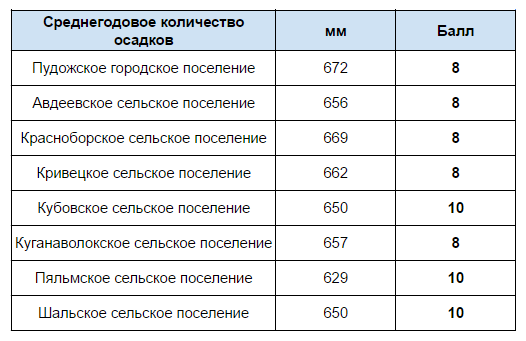 Среднегодовое количество осадков мм Балл
Пудожское городское поселение 672 8
Авдеевское сельское поселение 656 8
Красноборское сельское поселение 669 8
Кривецкое сельское поселение 662 8
Кубовское сельское поселение 650 10
Куганаволокское сельское поселение 657 8
Пяльмское сельское поселение 629 10
Шальское сельское поселение 650 10